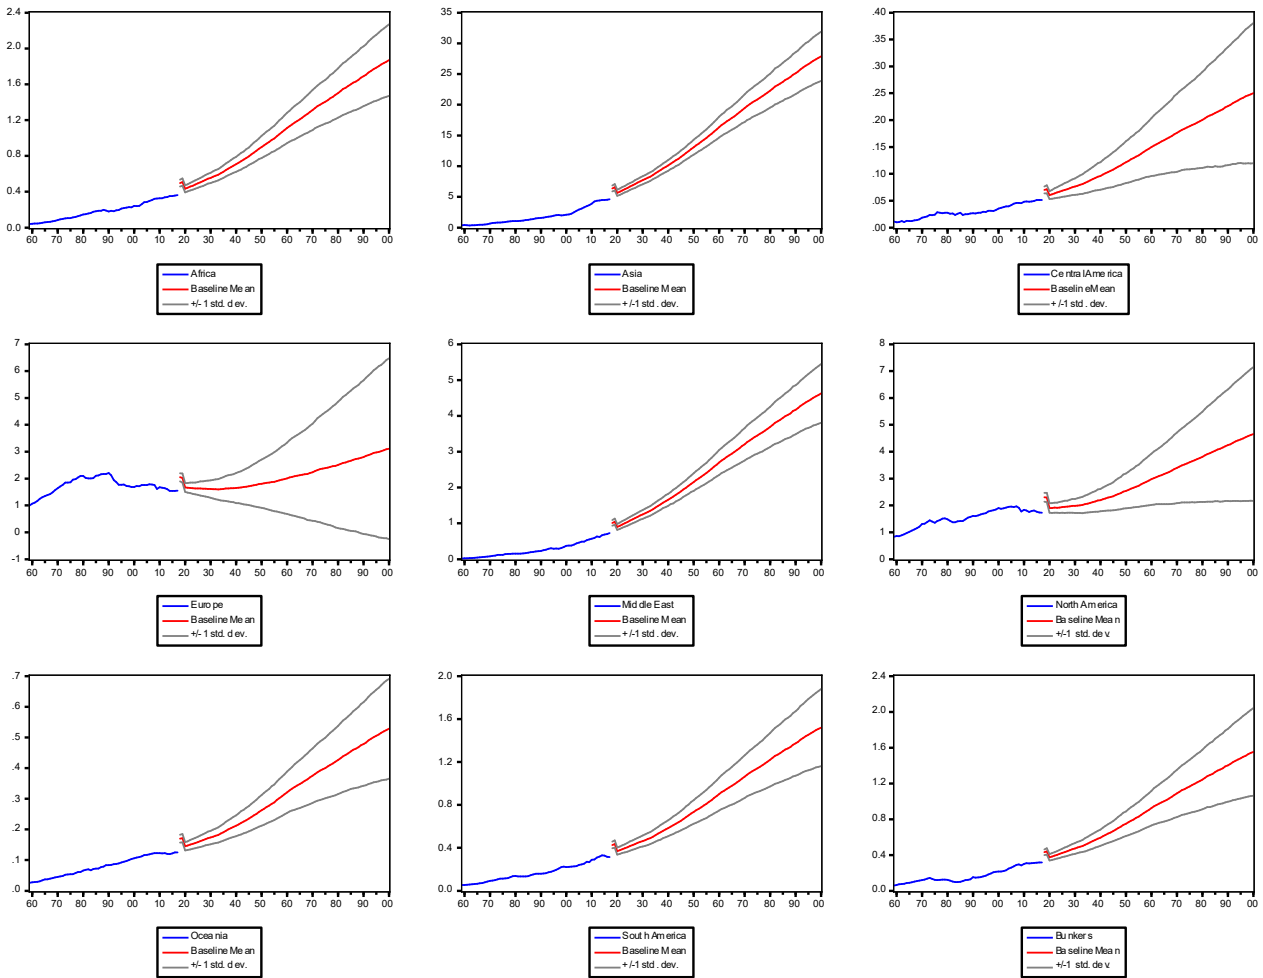 2.4
2.0
1.6
1.2
0.8
0.4
0.0
60 70 80 90 00 10 20 30 40 50 60 70 80 90 00
Africa
Baseline Mean
+/- 1 std. dev.
35
30
25
20
15
10
5
0
60 70 80 90 00 10 20 30 40 50 60 70 80 90 00
Asia
Baseline Mean
+/-1 std. dev.
.40
.35
.30
.25
.20
.15
.10
.05
.00
60 70 80 90 00 10 20 30 40 50 60 70 80 90 00
Central America
Baseline Mean
+/-1 std. dev.
7
6
5
4
3
2
1
0
-1
60 70 80 90 00 10 20 30 40 50 60 70 80 90 00
Europe
Baseline Mean
+/- 1 std. dev.
6
5
4
3
2
1
0
60 70 80 90 00 10 20 30 40 50 60 70 80 90 00
Middle East
Baseline Mean
+/-1 std. dev.
8
7
6
5
4
3
2
1
0
60 70 80 90 00 10 20 30 40 50 60 70 80 90 00
North America
Baseline Mean
+/-1 std. dev.
.7
.6
.5
.4
.3
.2
.1
.0
60 70 80 90 00 10 20 30 40 50 60 70 80 90 00
Oceania
Baseline Mean
+/- 1 std. dev.
2.0
1.6
1.2
0.8
0.4
0.0
60 70 80 90 00 10 20 30 40 50 60 70 80 90 00
South America
Baseline Mean
+/-1 std. dev.
2.4
2.0
1.6
1.2
0.8
0.4
0.0
60 70 80 90 00 10 20 30 40 50 60 70 80 90 00
Bunkers
Baseline Mean
+/-1 std. dev.